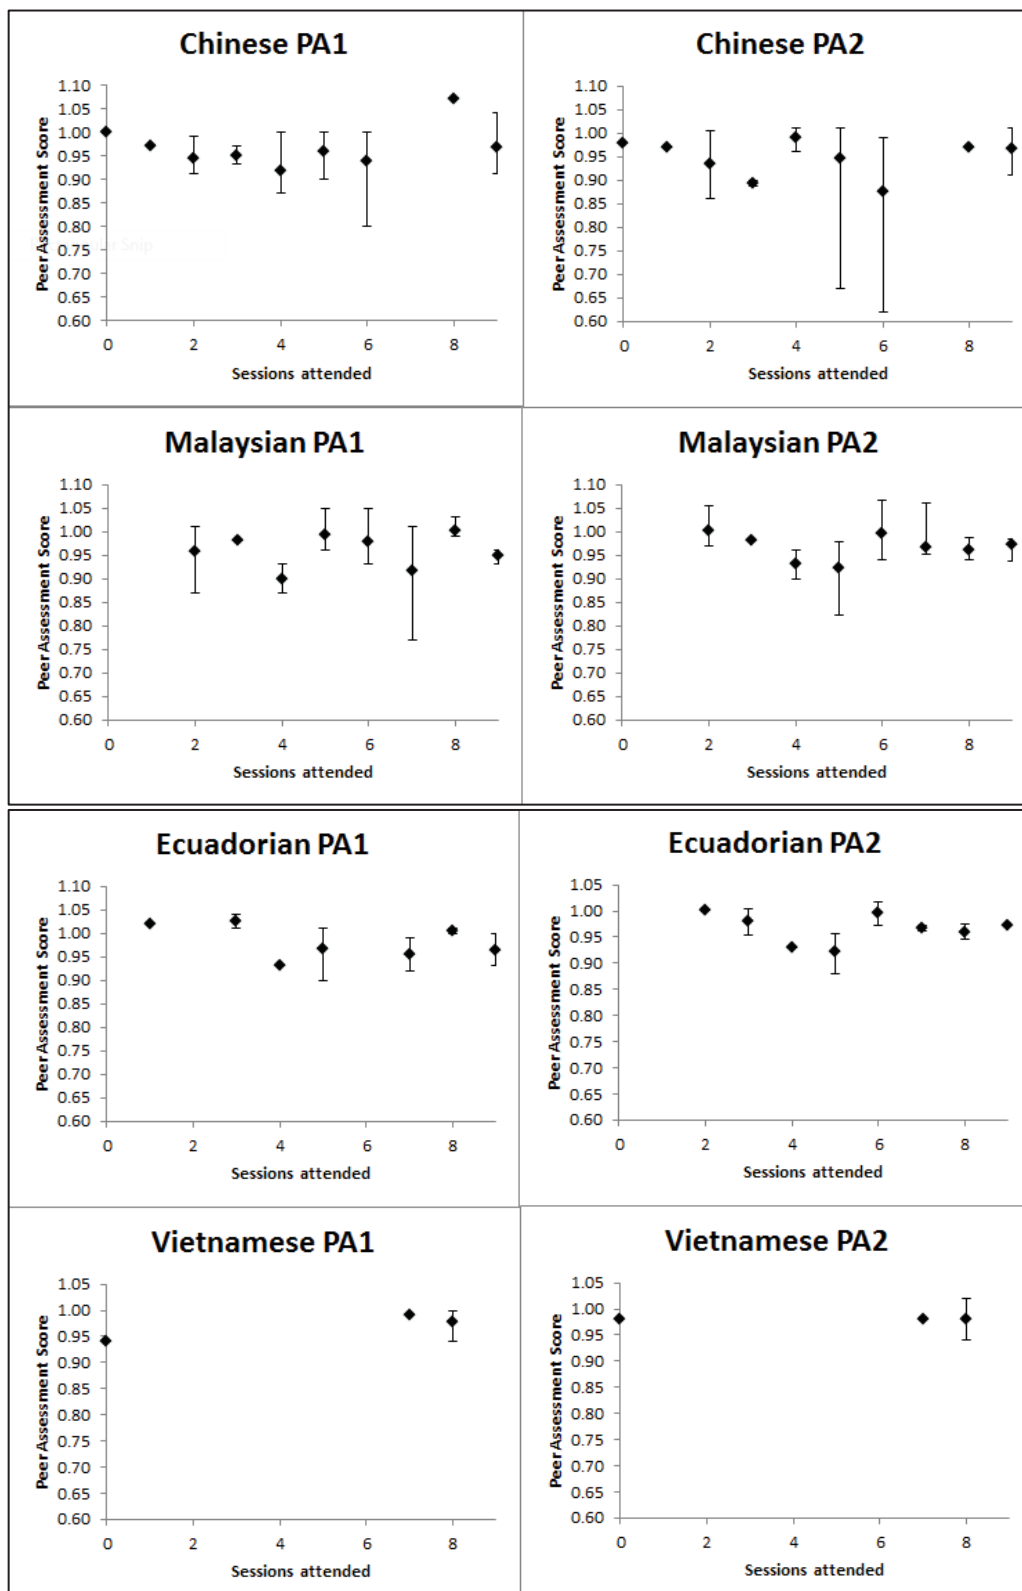 Chinese PA1
Peer Assessment Score
1.10
1.05
1.00
0.95
0.90
0.85
0.80
0.75
0.70
0.65
0.60
0 2 4 6 8
Sessions attended
Chinese PA2
Peer Assessment Score
1.10
1.05
1.00
0.95
0.90
0.85
0.80
0.75
0.70
0.65
0.60
0 2 4 6 8
Sessions attended
Malaysian PA1
Peer Assessment Score
1.10
1.05
1.00
0.95
0.90
0.85
0.80
0.75
0.70
0.65
0.60
0 2 4 6 8
Sessions attended
Malaysian PA2
Peer Assessment Score
1.10
1.05
1.00
0.95
0.90
0.85
0.80
0.75
0.70
0.65
0.60
0 2 4 6 8
Sessions attended
Ecuadorian PA1
Peer Assessment Score
1.10
1.05
1.00
0.95
0.90
0.85
0.80
0.75
0.70
0.65
0.60
0 2 4 6 8
Sessions attended
Ecuadorian PA2
Peer Assessment Score
1.05
1.00
0.95
0.90
0.85
0.80
0.75
0.70
0.65
0.60
0 2 4 6 8
Sessions attended
Vietnamese PA1
Peer Assessment Score
1.05
1.00
0.95
0.90
0.85
0.80
0.75
0.70
0.65
0.60
0 2 4 6 8
Sessions attended
Vietnamese PA2
Peer Assessment Score
1.05
1.00
0.95
0.90
0.85
0.80
0.75
0.70
0.65
0.60
0 2 4 6 8
Sessions attended
Snip